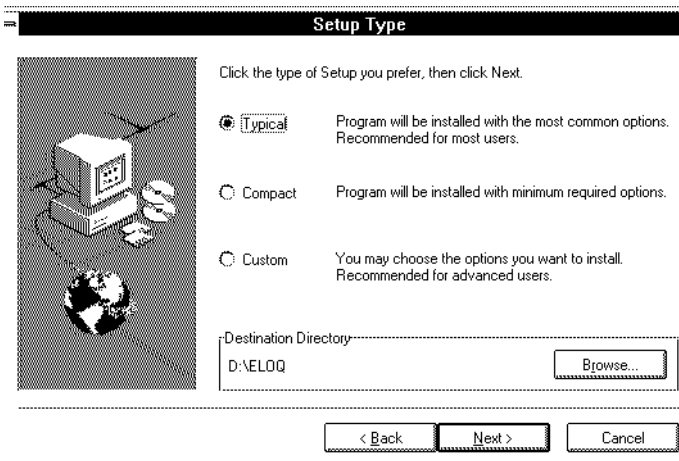 Setup Type
Click the type of Setup you prefer, then click Next.
Typical
Program will be installed with the most common options.
Recommended for most users.
Compact
Program will be installed with minimum required options.
Custom
You may choose the options you want to install.
Recommended for advanced users.
Destination Directory
D:\ELOQ
Browse...
< Back
Next >
Cancel